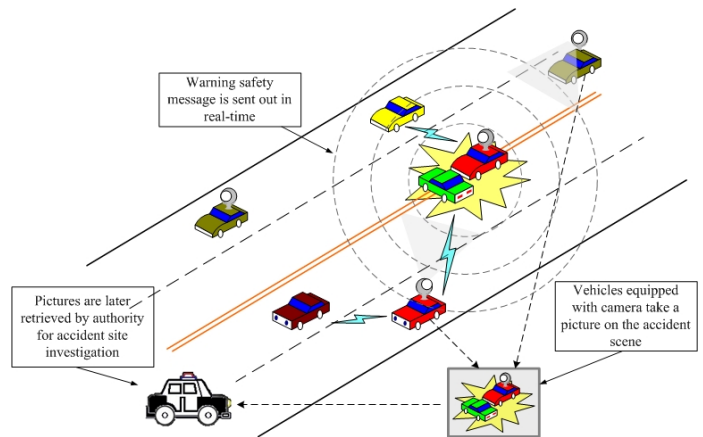 Warning safety
message is sent out in
real-time
Pictures are later
retrieved by authority
for accident site
investigation
Vehicles equipped
with camera take a
picture on the accident
scene